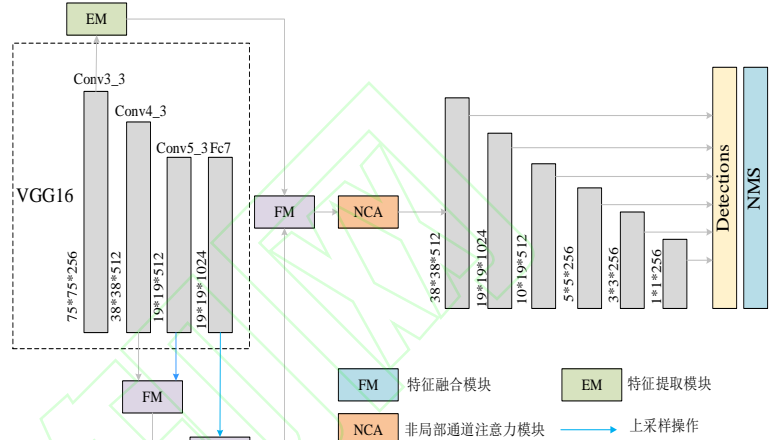 EM
Conv3_3
Conv4_3
Conv5_3 Fc7
VGG16
75*75*256
38*38*512
19*19*512
19*19*1024
FM
NCA
38*38*512
19*19*1024
10*19*512
5*5*256
3*3*256
1*1*256
Detections
NMS
FM
FM 特征融合模块
EM 特征提取模块
NCA 非局部通道注意力模块
上采样操作